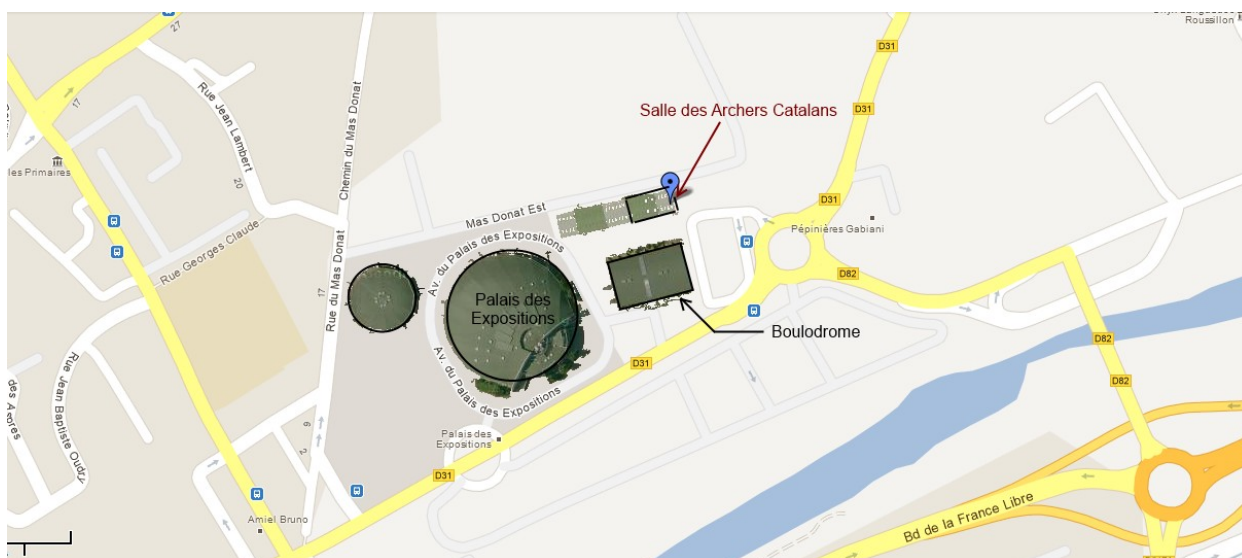 Roussillon
D31
27
17
Salle des Archers Catalans
D31
Rue Jean Lambert
Chemin du Mas Donat
les Primaires
20
D31
Mas Donat Est
Pépinières Gabiani
Av. du Palais des Expositions
Rue Georges Claude
D82
17
Rue du Mas Donat
Palais des
Expositions
Boulodrome
D82
D31
Av. du Palais des Expositions
D82
Rue Jean Baptiste Oudry
des Açores
6
2
Palais des
Expositions
D31
Amiel Bruno
Bd de la France Libre